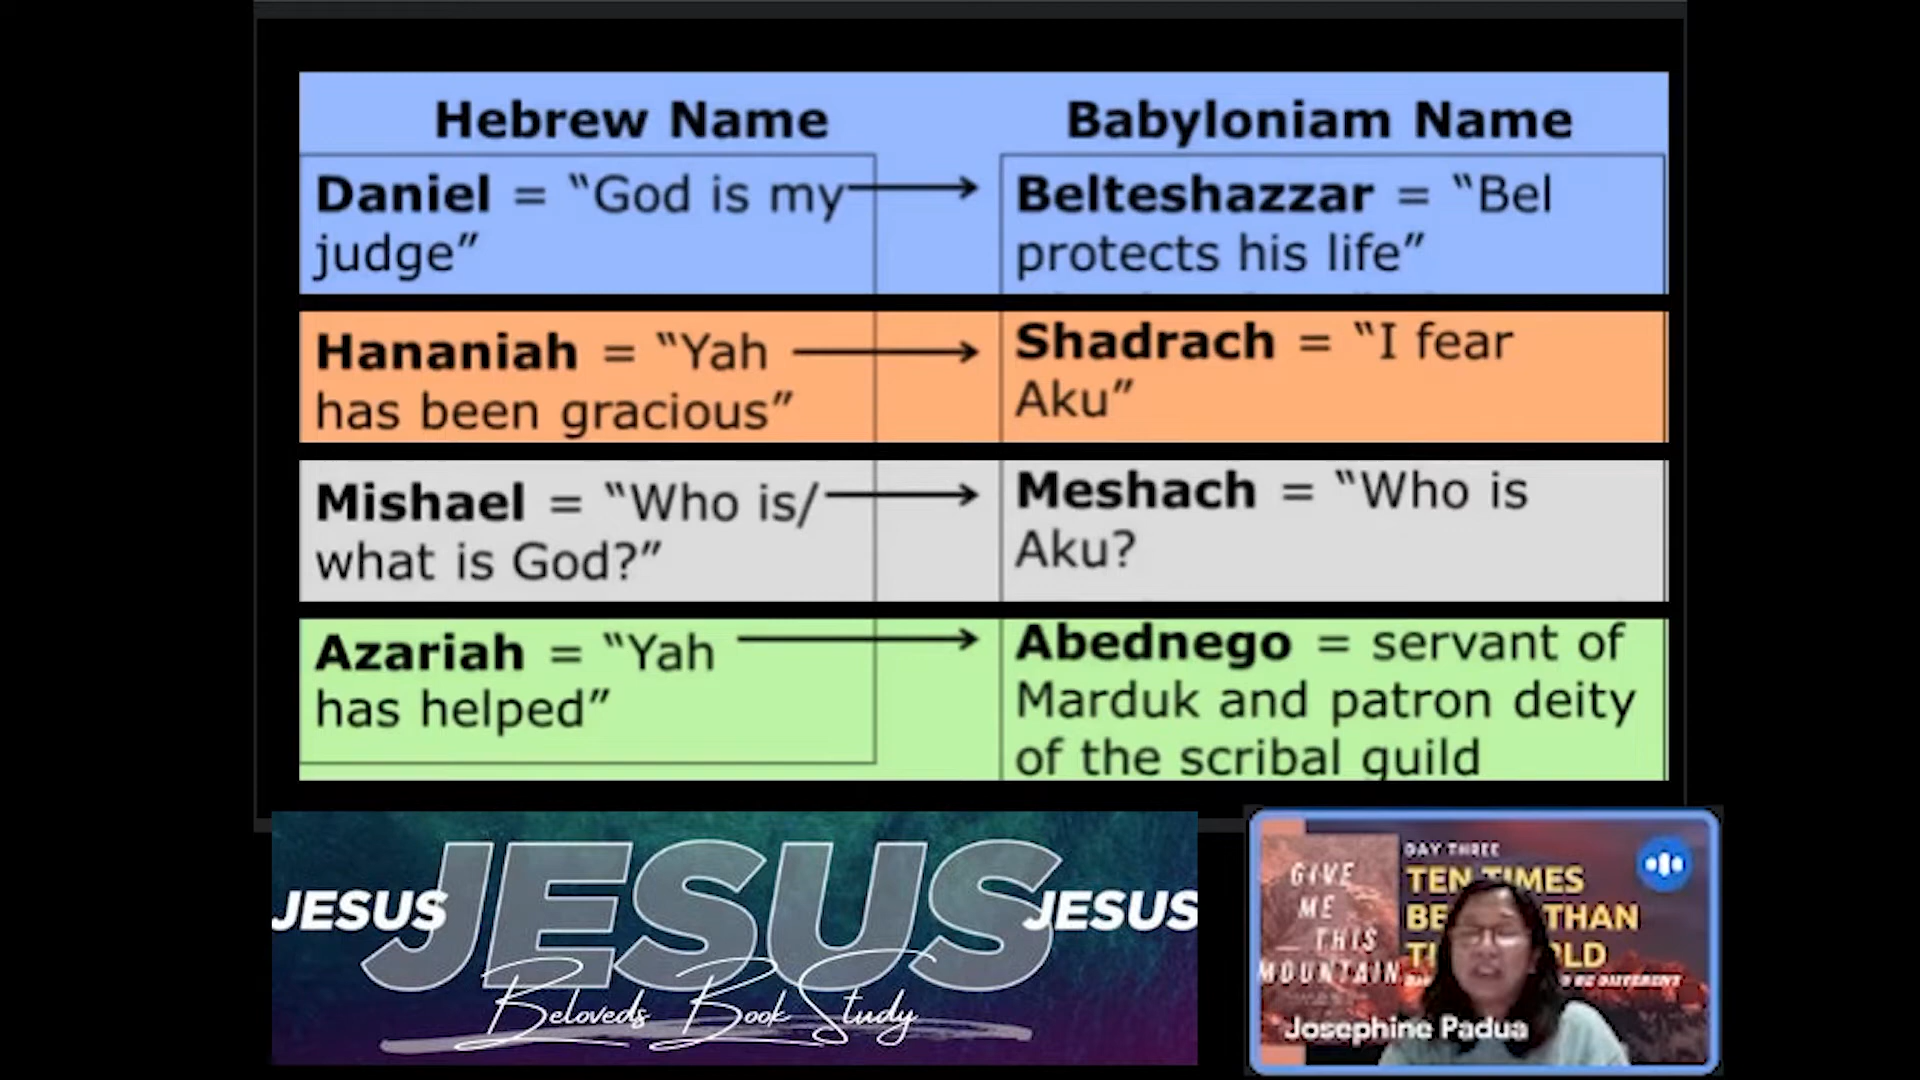 Hebrew Name
Babyloniam Name
Daniel = “God is my
judge”
Belteshazzar = “Bel
protects his life”
Hananiah = “Yah
has been gracious”
Shadrach = “I fear
Aku”
Mishael = “Who is/
what is God?”
Meshach = “Who is
Aku?
Azariah = “Yah
has helped”
Abednego = servant of
Marduk and patron deity
of the scribal guild
JESUS
JESUS
JESUS
Beloveds Book Study
GIVE
ME
THIS
MOUNTAIN
DAY THREE
TEN TIMES
THAN
BE DIFFERENT
Josephine Padua